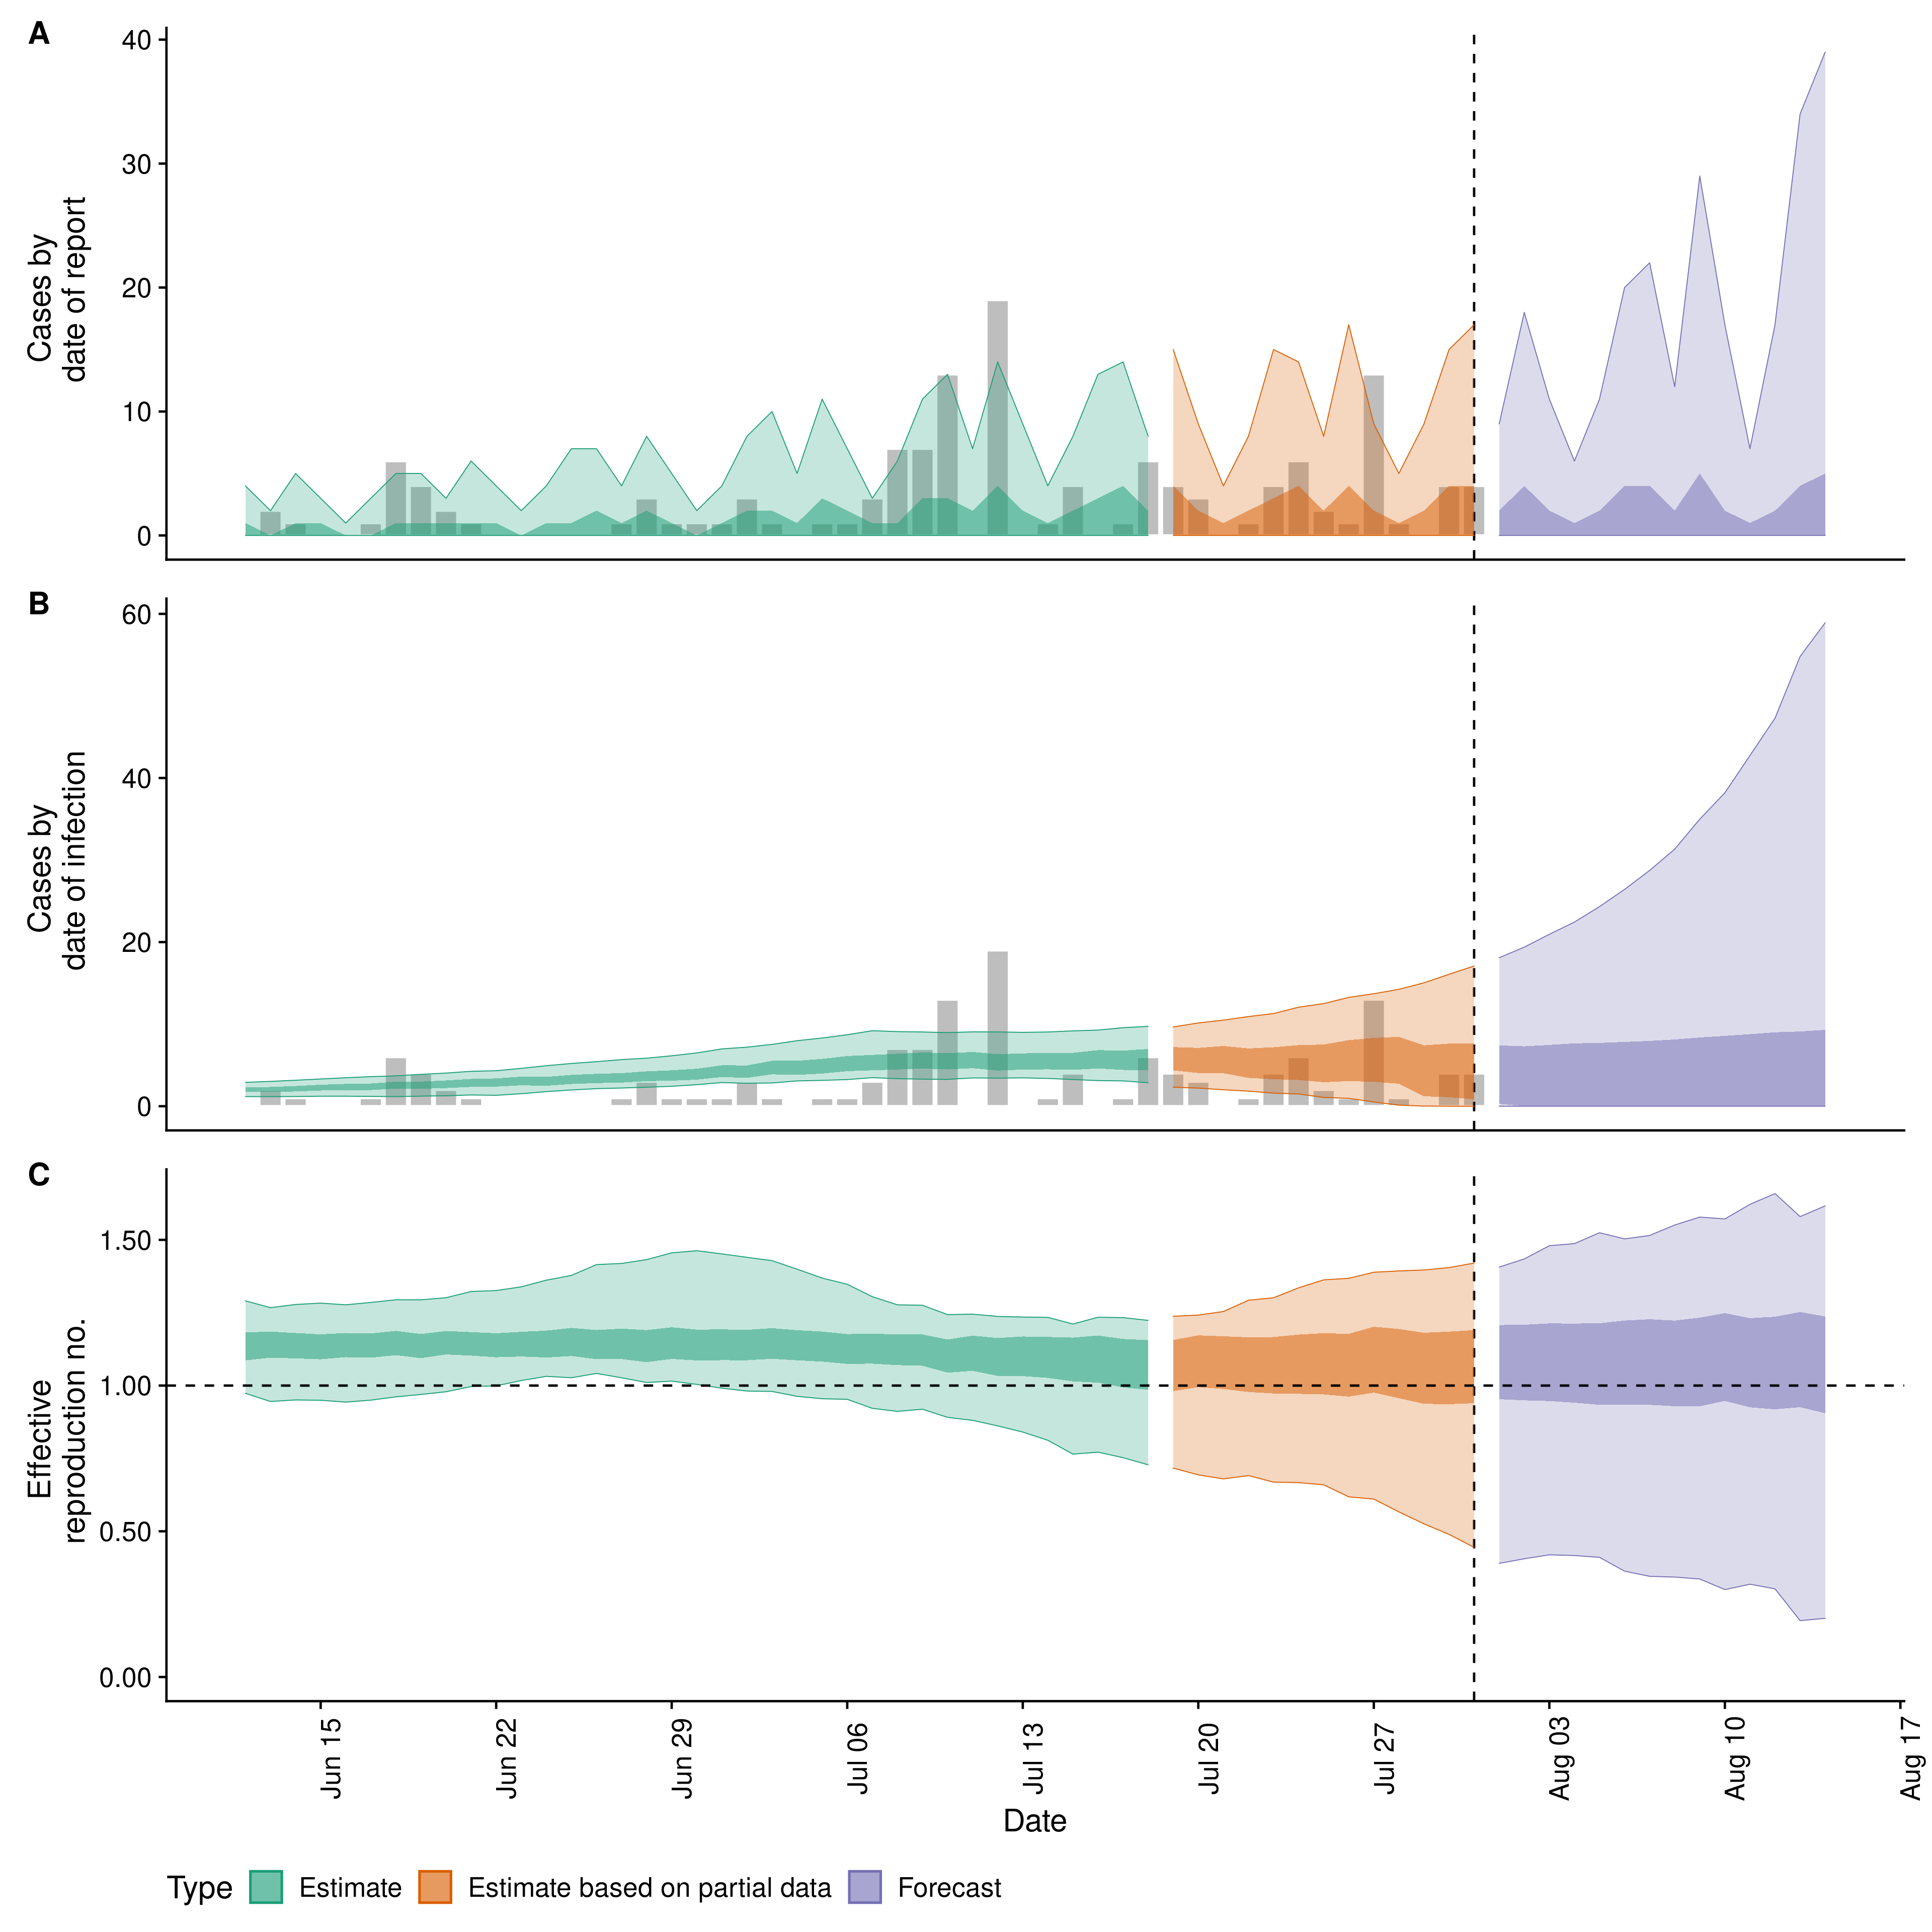 A
Cases by
date of report
40
30
20
10
0
B
Cases by
date of infection
60
40
20
0
C
Effective
reproduction no.
1.50
1.00
0.50
0.00
Jun 15
Jun 22
Jun 29
Jul 06
Jul 13
Jul 20
Jul 27
Aug 03
Aug 10
Aug 17
Date
Type Estimate Estimate based on partial data Forecast